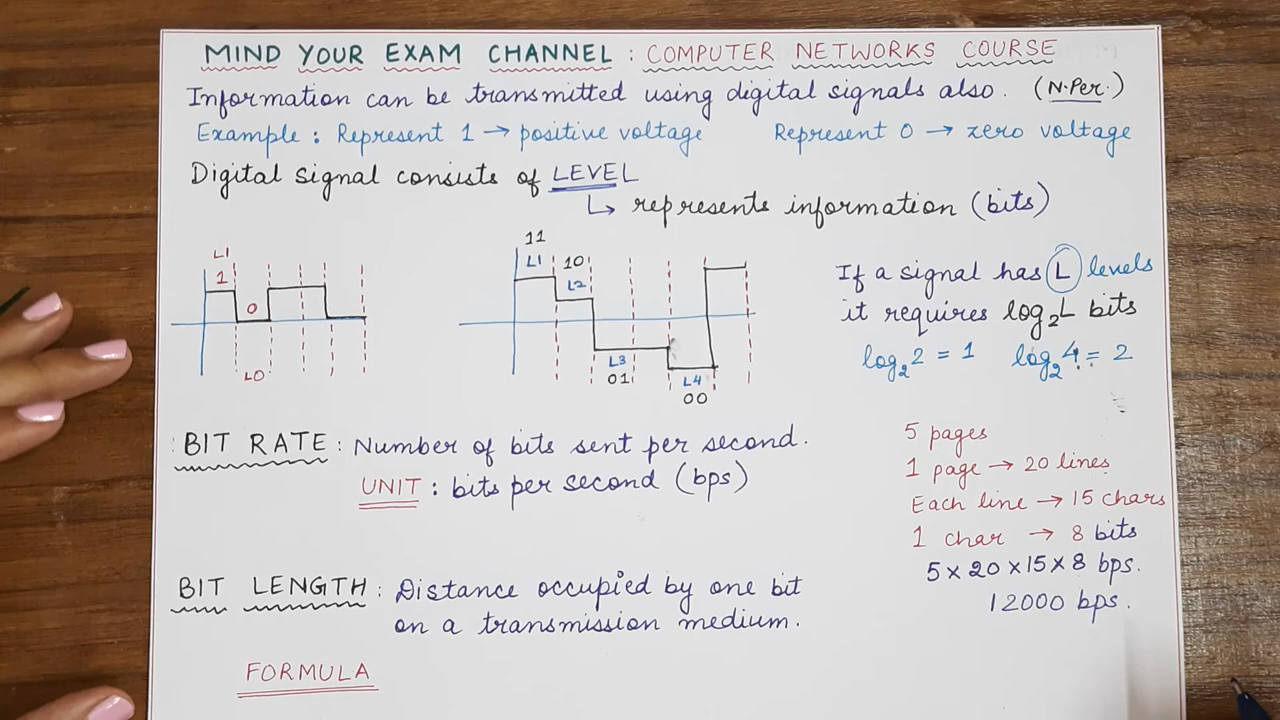 MIND YOUR EXAM CHANNEL : COMPUTER NETWORKS COURSE
Information can be transmitted using digital signals also. (N.Per.)
Example : Represent 1 → positive voltage Represent 0 → zero voltage
Digital signal consists of LEVEL
↳ represents information (bits)
L1
1
0
L0
11
L1
10
L2
L3
01
L4
00
If a signal has L levels
it requires log₂L bits
log₂2 = 1 log₂4 = 2
BIT RATE : Number of bits sent per second.
UNIT : bits per second (bps)
5 pages
1 page → 20 lines
Each line → 15 chars
1 char → 8 bits
5 × 20 × 15 × 8 bps.
12000 bps.
BIT LENGTH : Distance occupied by one bit
on a transmission medium.
FORMULA